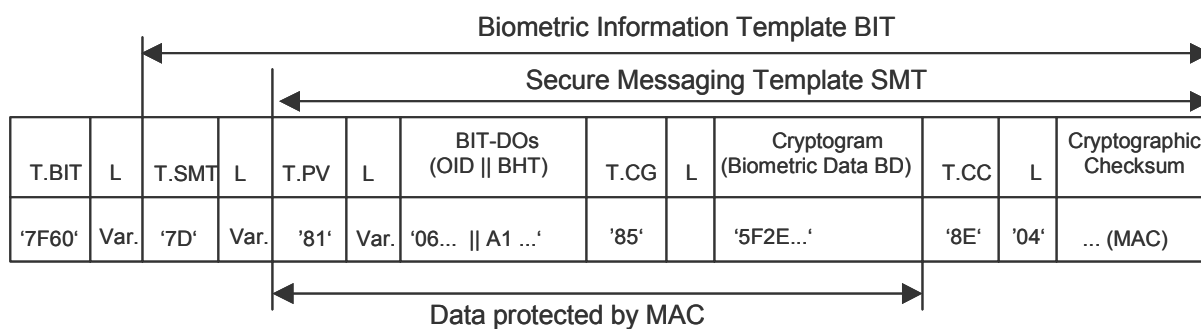 Biometric Information Template BIT
Secure Messaging Template SMT
T.BIT L T.SMT L T.PV L BIT-DOs (OID || BHT) T.CG L Cryptogram (Biometric Data BD) T.CC L Cryptographic Checksum
‘7F60‘ Var. ‘7D‘ Var. ’81‘ Var. ‘06... || A1 ...‘ ’85‘ ‘5F2E...‘ ‘8E‘ ’04‘ ... (MAC)
Data protected by MAC